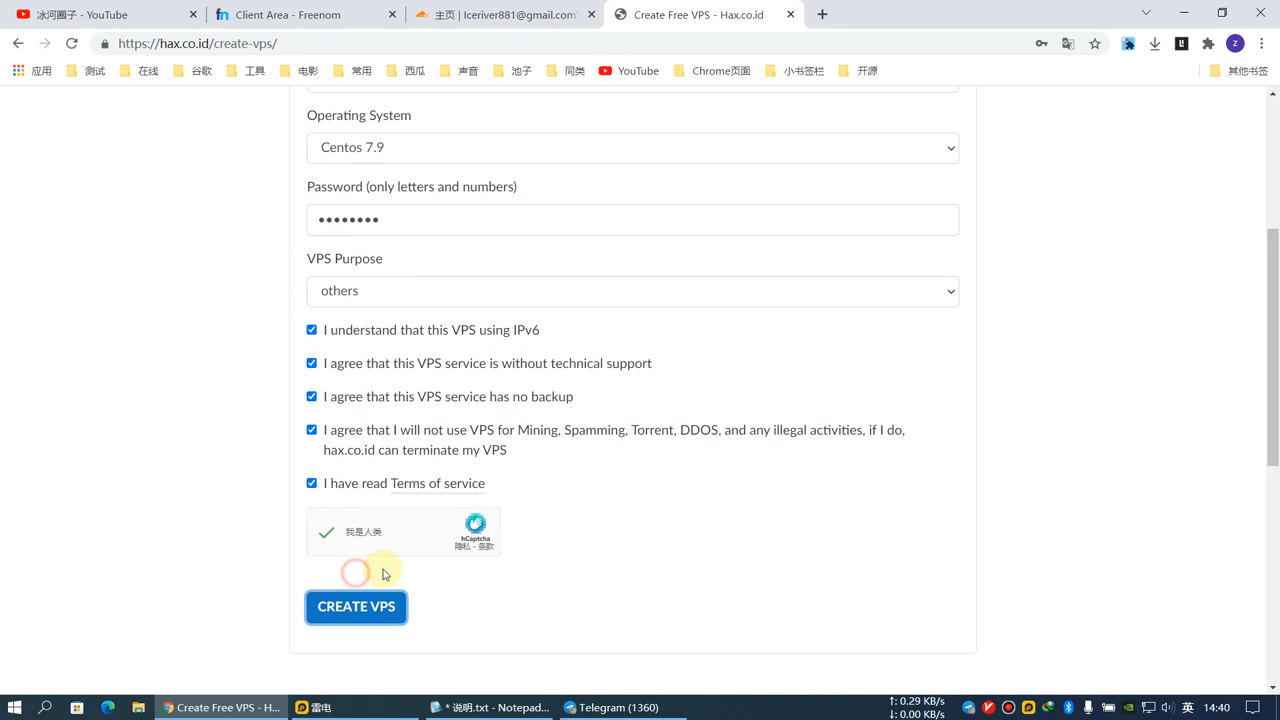 冰河圈子 - YouTube
Client Area - Freenom
主页 | Iceriver881@gmail.com'
Create Free VPS - Hax.co.id
https://hax.co.id/create-vps/
应用
测试
在线
谷歌
工具
电影
常用
西瓜
声音
池子
同类
YouTube
Chrome页面
小书签栏
开源
其他书签
Operating System
Centos 7.9
Password (only letters and numbers)
VPS Purpose
others
I understand that this VPS using IPv6
I agree that this VPS service is without technical support
I agree that this VPS service has no backup
I agree that I will not use VPS for Mining, Spamming, Torrent, DDOS, and any illegal activities, if I do,
hax.co.id can terminate my VPS
I have read Terms of service
我是人类
hCaptcha
隐私 - 条款
CREATE VPS
Create Free VPS - H...
雷电
* 说明.txt - Notepad...
Telegram (1360)
↑: 0.29 KB/s
↓: 0.00 KB/s
英
14:40